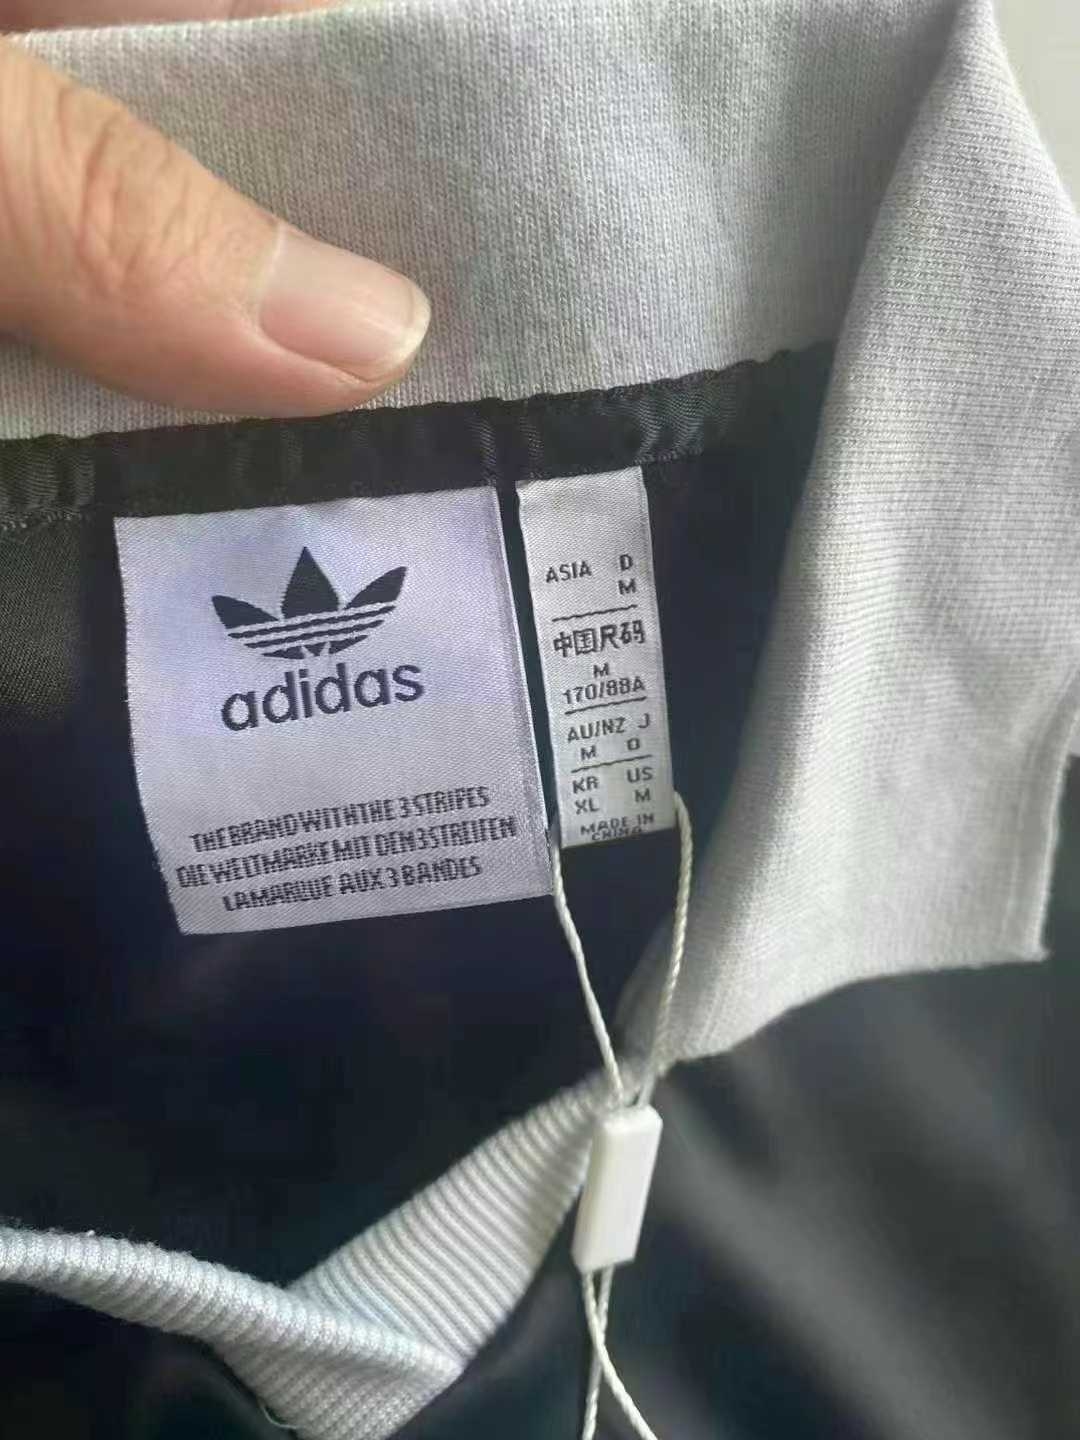 adidas
THE BRAND WITH THE 3 STRIPES
DIE WELTMARKE MIT DEN 3 STREIFEN
LA MARQUE AUX 3 BANDES
ASIA D
M
中国尺码
M
170/88A
AU/NZ J
M O
KR US
XL M
MADE IN
CHINA